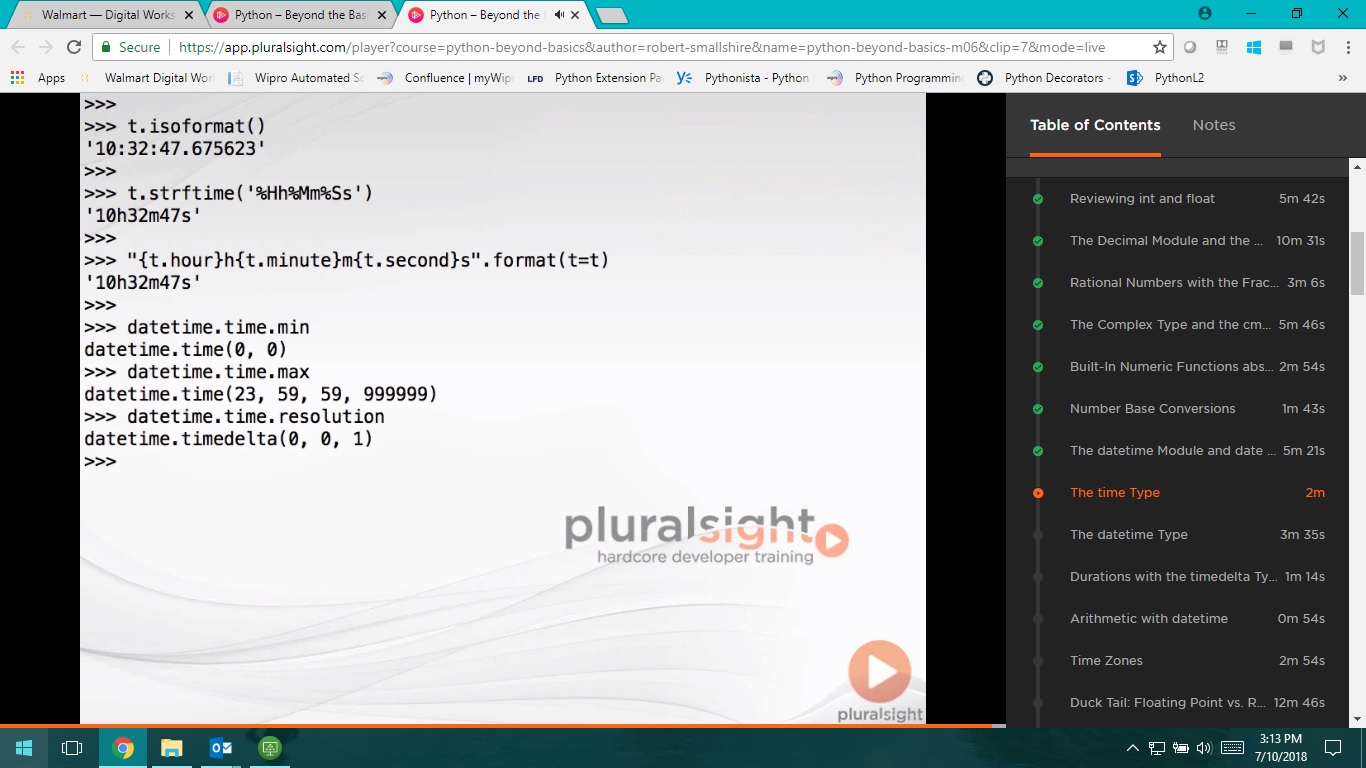 Walmart — Digital Works
Python – Beyond the Bas
Python – Beyond the
Secure
https://app.pluralsight.com/player?course=python-beyond-basics&author=robert-smallshire&name=python-beyond-basics-m06&clip=7&mode=live
Apps
Walmart Digital Wor
Wipro Automated Sc
Confluence | myWip
LFD
Python Extension Pa
Pythonista - Python
Python Programmin
Python Decorators -
PythonL2
»
>>>
>>> t.isoformat()
'10:32:47.675623'
>>>
>>> t.strftime('%Hh%Mm%Ss')
'10h32m47s'
>>>
>>> "{t.hour}h{t.minute}m{t.second}s".format(t=t)
'10h32m47s'
>>>
>>> datetime.time.min
datetime.time(0, 0)
>>> datetime.time.max
datetime.time(23, 59, 59, 999999)
>>> datetime.time.resolution
datetime.timedelta(0, 0, 1)
>>>
pluralsight
hardcore developer training
pluralsight
Table of Contents
Notes
Reviewing int and float 5m 42s
The Decimal Module and the ... 10m 31s
Rational Numbers with the Frac... 3m 6s
The Complex Type and the cm... 5m 46s
Built-In Numeric Functions abs... 2m 54s
Number Base Conversions 1m 43s
The datetime Module and date ... 5m 21s
The time Type 2m
The datetime Type 3m 35s
Durations with the timedelta Ty... 1m 14s
Arithmetic with datetime 0m 54s
Time Zones 2m 54s
Duck Tail: Floating Point vs. R... 12m 46s
3:13 PM
7/10/2018